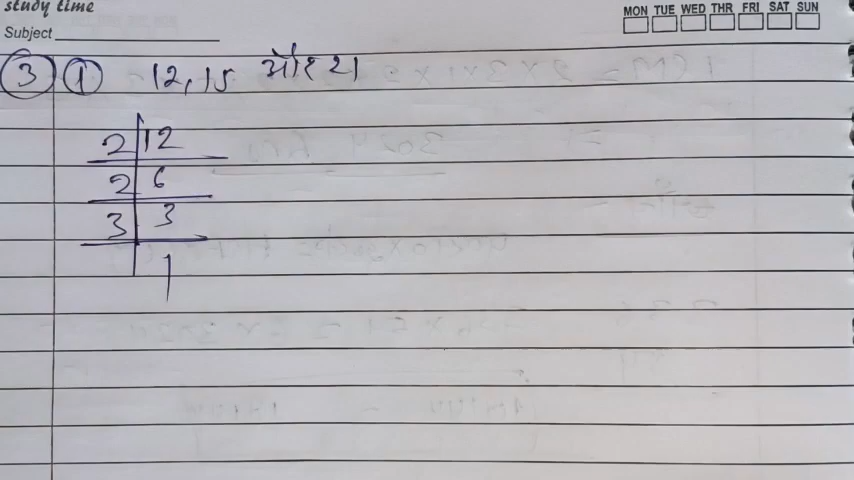 study time
Subject
MON TUE WED THR FRI SAT SUN
3 1 12, 15 और 21
2 12
2 6
3 3
1